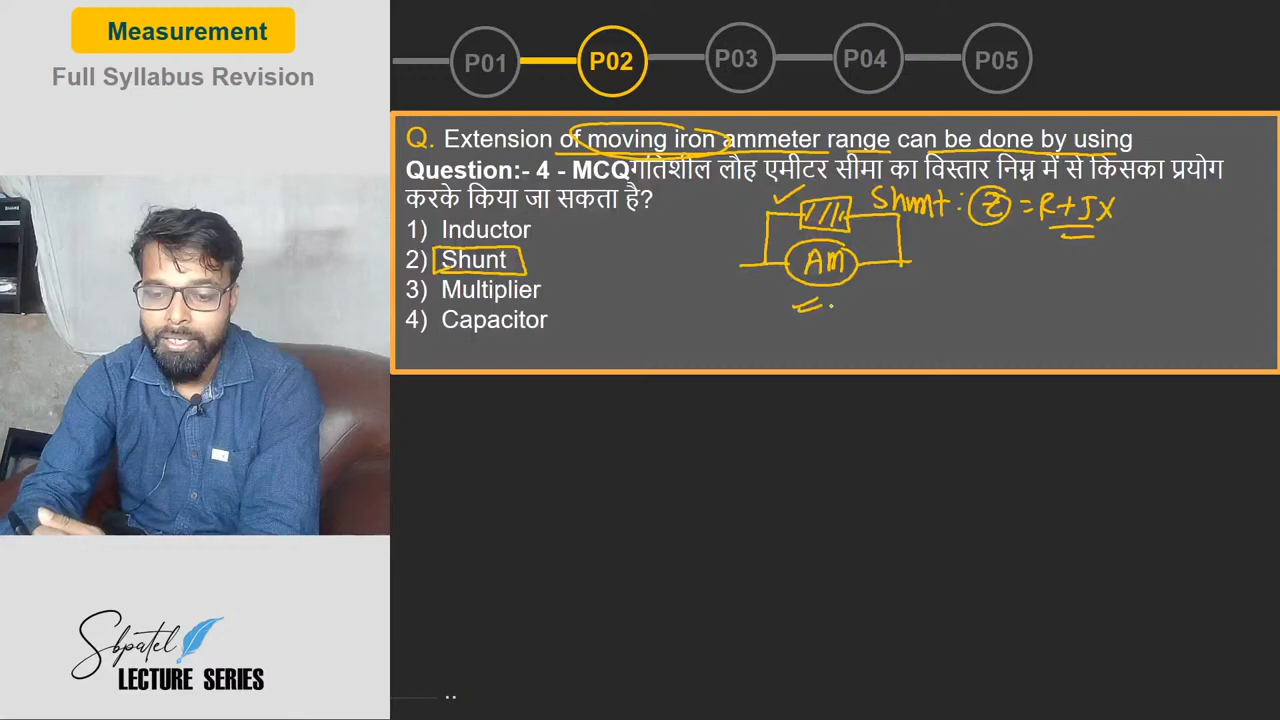 Measurement
Full Syllabus Revision
P01 P02 P03 P04 P05
Q. Extension of moving iron ammeter range can be done by using
Question:- 4 - MCQगतिशील लौह एमीटर सीमा का विस्तार निम्न में से किसका प्रयोग
करके किया जा सकता है?
Shunt : Z = R+JX
1) Inductor
2) Shunt
AM
3) Multiplier
4) Capacitor
Sbpatel
LECTURE SERIES